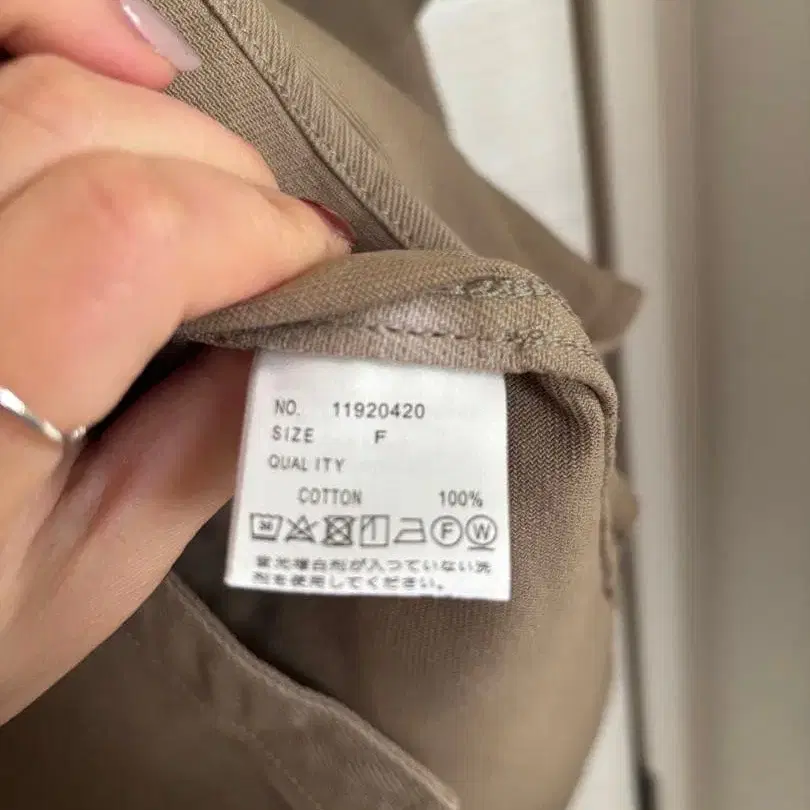 NO. 11920420
SIZE F
QUALITY
COTTON 100%
F W
蛍光増白剤が入っていない洗
剤を使用してください。